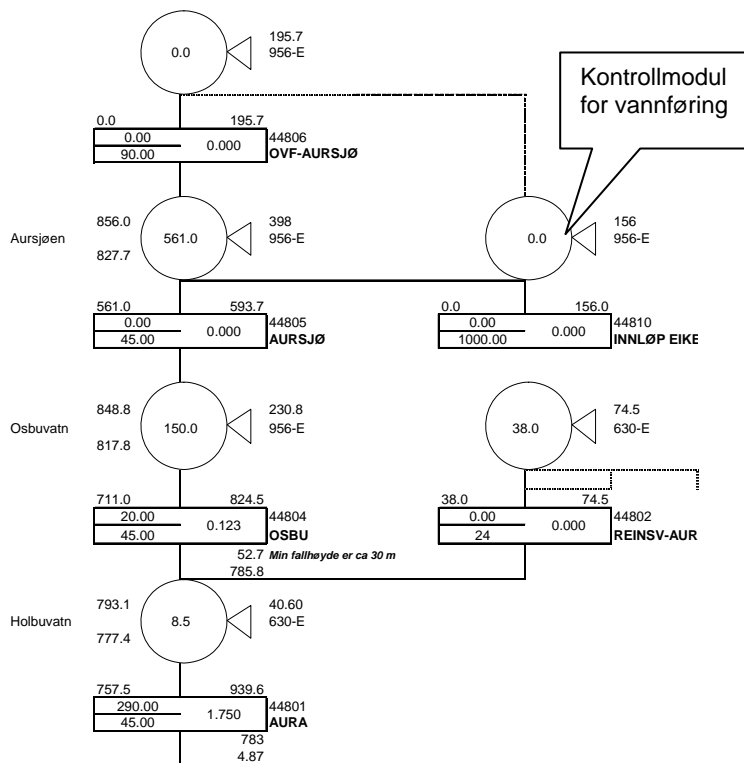 195.7
0.0
956-E
Kontrollmodul
for vannføring
0.0 195.7
0.00 0.000 44806
90.00 OVF-AURSJØ
856.0 398 156
Aursjøen 561.0 956-E 0.0 956-E
827.7
561.0 593.7 0.0 156.0
0.00 0.000 44805 0.00 0.000 44810
45.00 AURSJØ 1000.00 INNLØP EIKE
848.8 230.8 74.5
Osbuvatn 150.0 956-E 38.0 630-E
817.8
711.0 824.5 38.0 74.5
20.00 0.123 44804 0.00 0.000 44802
45.00 OSBU 24 REINSV-AUR
52.7 Min fallhøyde er ca 30 m
785.8
793.1 40.60
Holbuvatn 8.5 630-E
777.4
757.5 939.6
290.00 1.750 44801
45.00 AURA
783
4.87